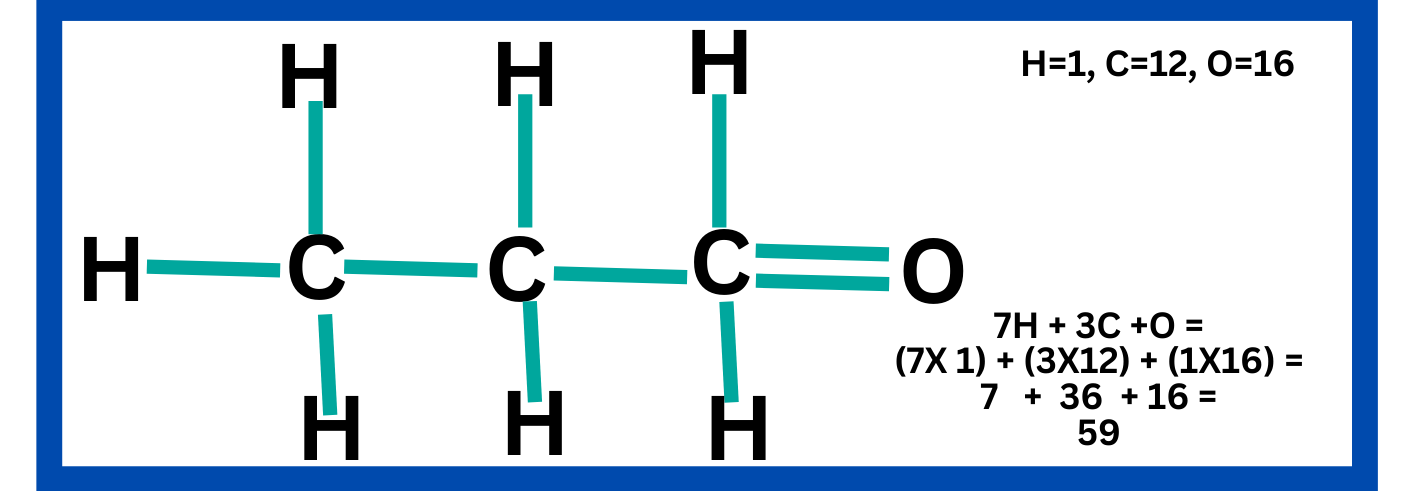 H H H
H=1, C=12, O=16
H C C C O
7H + 3C +O =
(7X 1) + (3X12) + (1X16) =
7 + 36 + 16 =
59
H H H